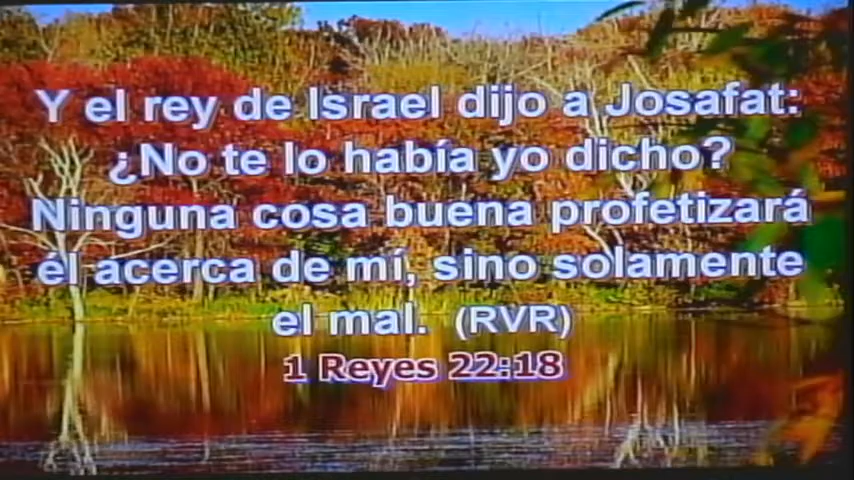 Y el rey de Israel dijo a Josafat:
¿No te lo había yo dicho?
Ninguna cosa buena profetizará
él acerca de mí, sino solamente
el mal. (RVR)
1 Reyes 22:18